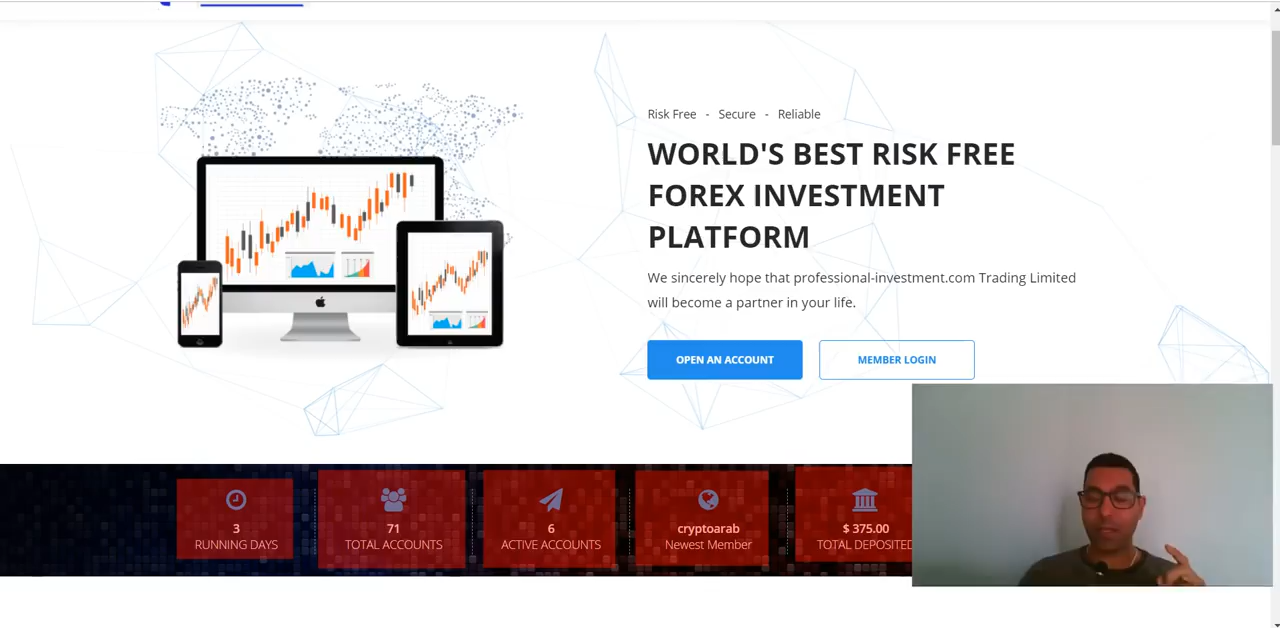 Risk Free - Secure - Reliable
WORLD'S BEST RISK FREE
FOREX INVESTMENT
PLATFORM
We sincerely hope that professional-investment.com Trading Limited
will become a partner in your life.
OPEN AN ACCOUNT
MEMBER LOGIN
3
RUNNING DAYS
71
TOTAL ACCOUNTS
6
ACTIVE ACCOUNTS
cryptoarab
Newest Member
$ 375.00
TOTAL DEPOSITED